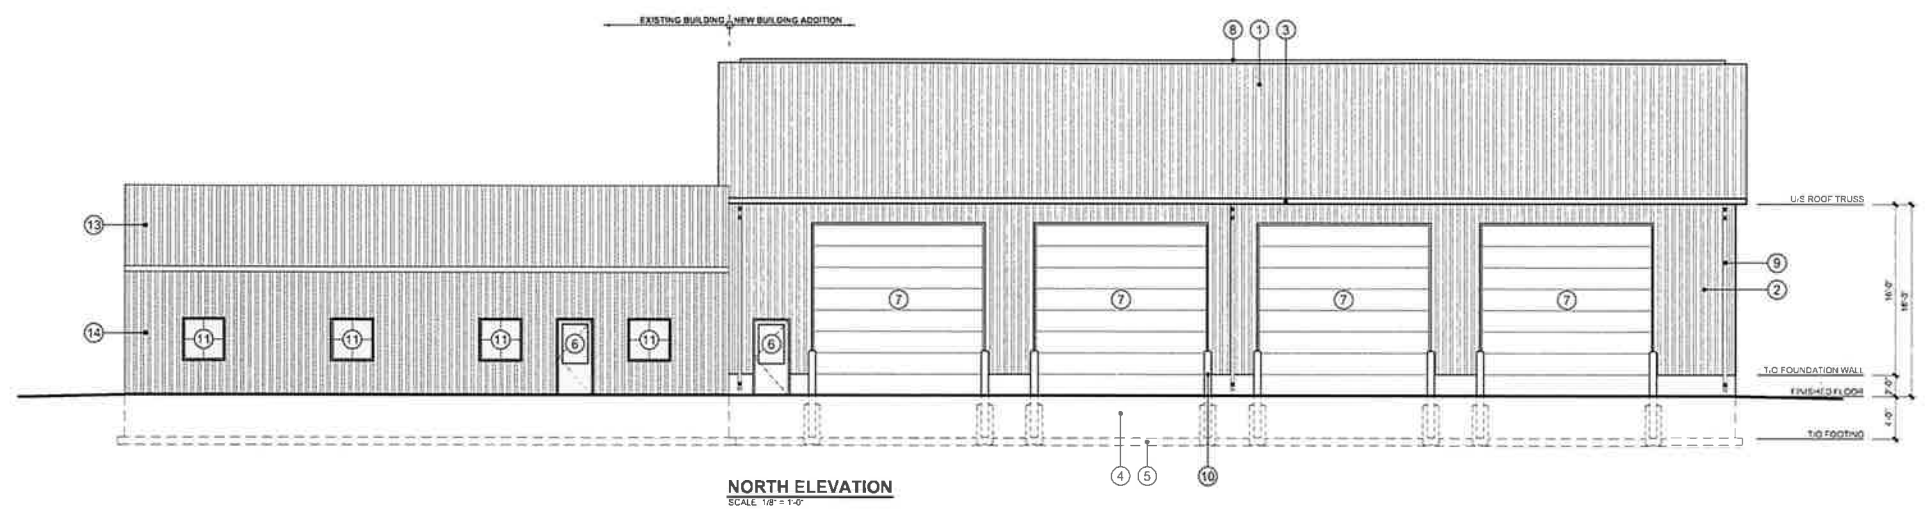 EXISTING BUILDING NEW BUILDING ADDITION
8 1 3
13
U/S ROOF TRUSS
9
7 7 7 7
2
16'-0"
18'-0"
14
11 11 11 6 11 6
T/O FOUNDATION WALL
2'-0"
FINISHED FLOOR
4'-0"
T/O FOOTING
4 5 10
NORTH ELEVATION
SCALE 1/8" = 1'-0"